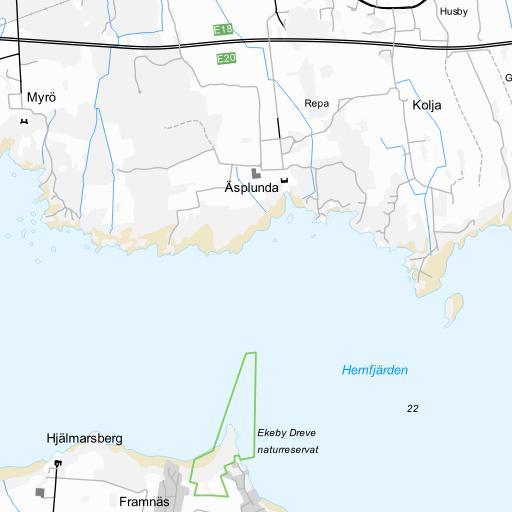 Husby
E18
E20
G
Myrö
Repa
Kolja
Äsplunda
Hemfjärden
22
Ekeby Dreve
naturreservat
Hjälmarsberg
Framnäs